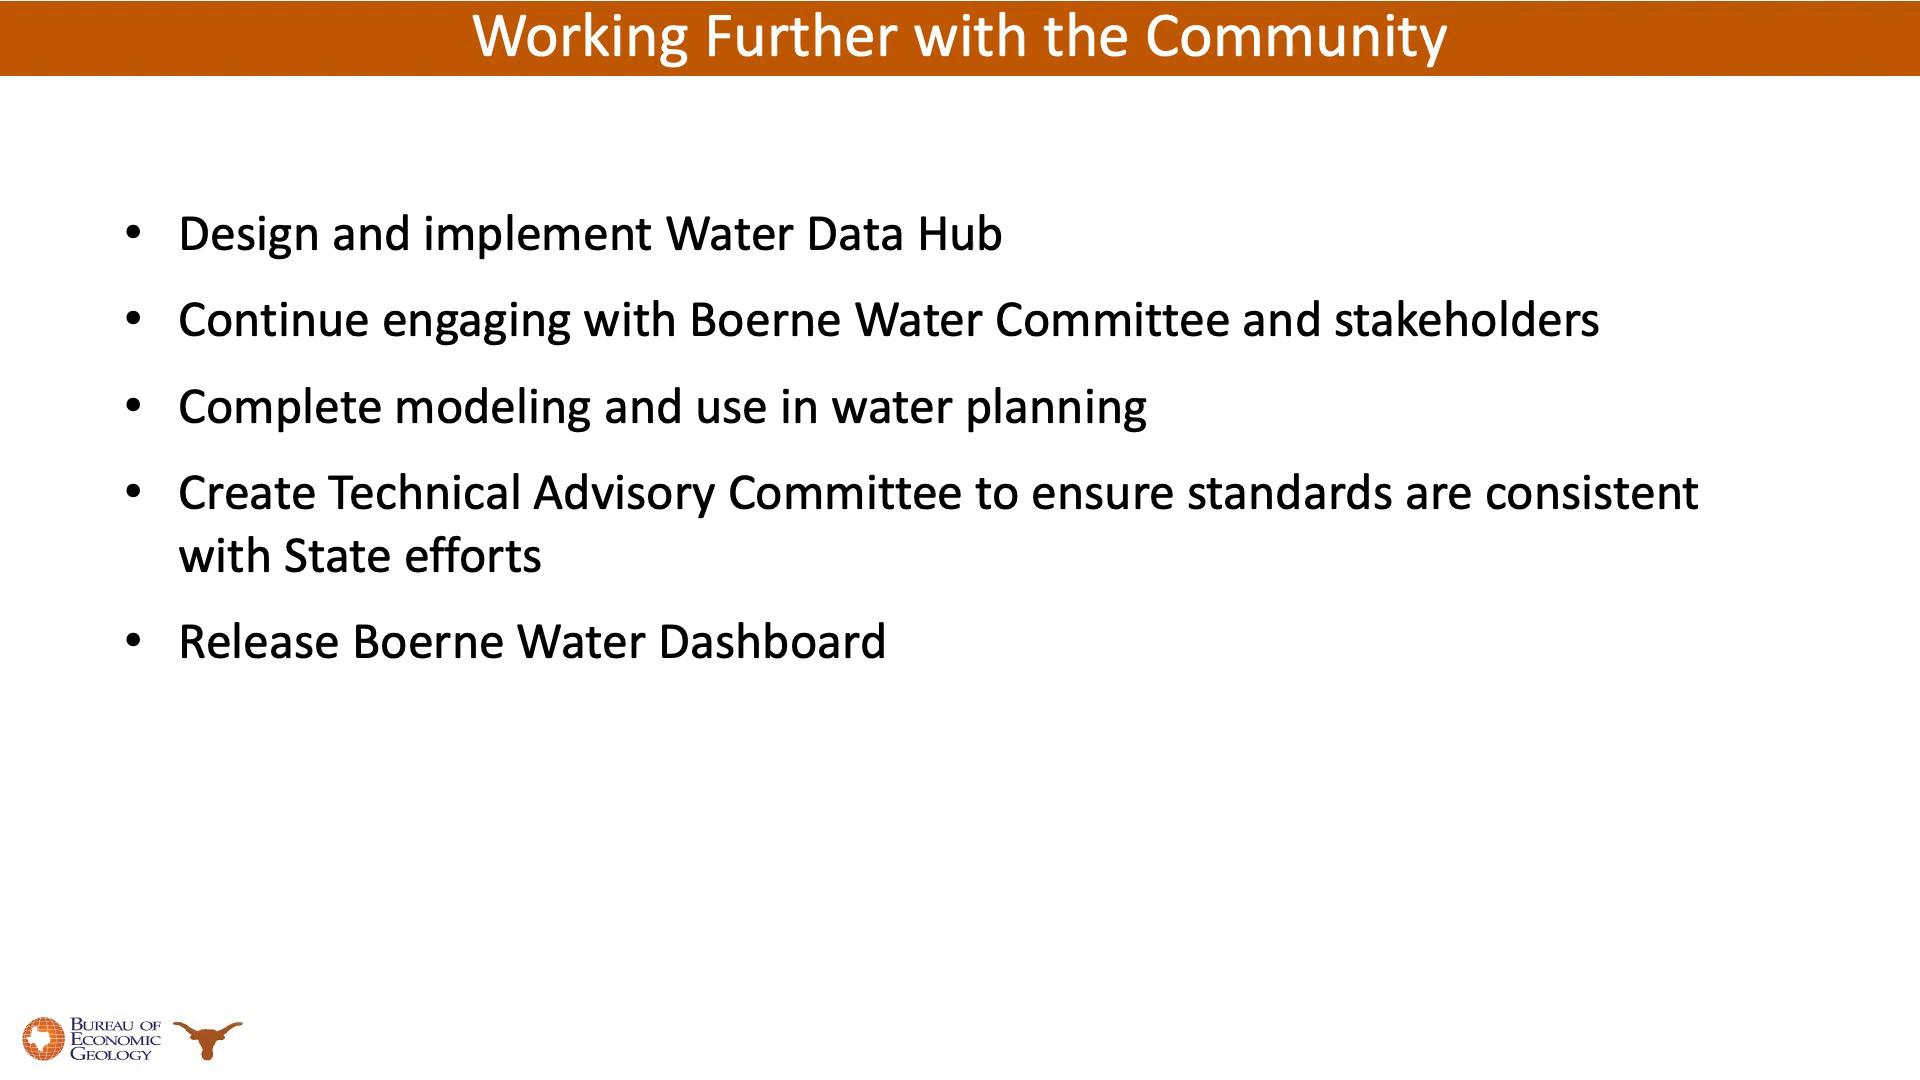 Working Further with the Community
• Design and implement Water Data Hub
• Continue engaging with Boerne Water Committee and stakeholders
• Complete modeling and use in water planning
• Create Technical Advisory Committee to ensure standards are consistent
with State efforts
• Release Boerne Water Dashboard
BUREAU OF
ECONOMIC
GEOLOGY